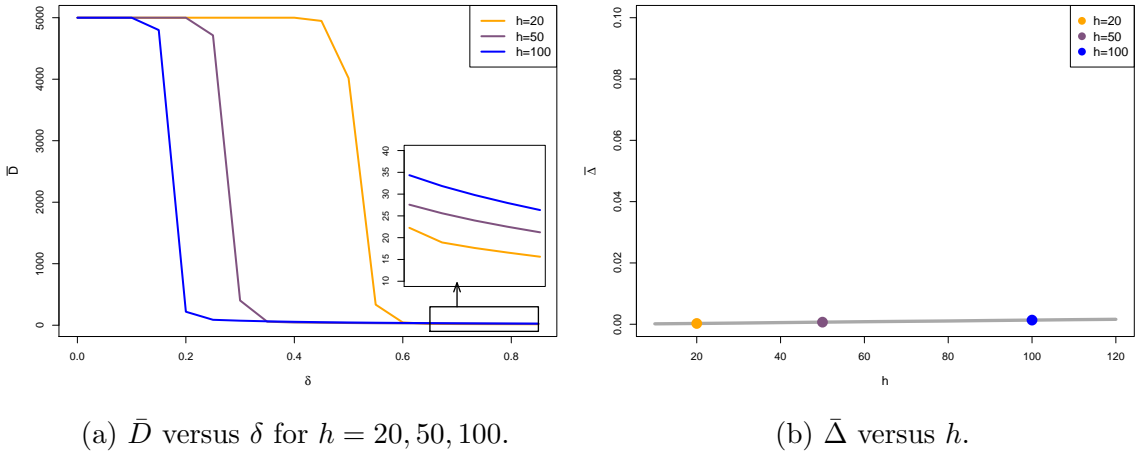 5000
4000
3000
2000
1000
0
D̄
0.0 0.2 0.4 0.6 0.8
δ
h=20
h=50
h=100
40
35
30
25
20
15
10
0.10
0.08
0.06
0.04
0.02
0.00
Δ̄
20 40 60 80 100 120
h
h=20
h=50
h=100
(a) D̄ versus δ for h = 20, 50, 100.
(b) Δ̄ versus h.